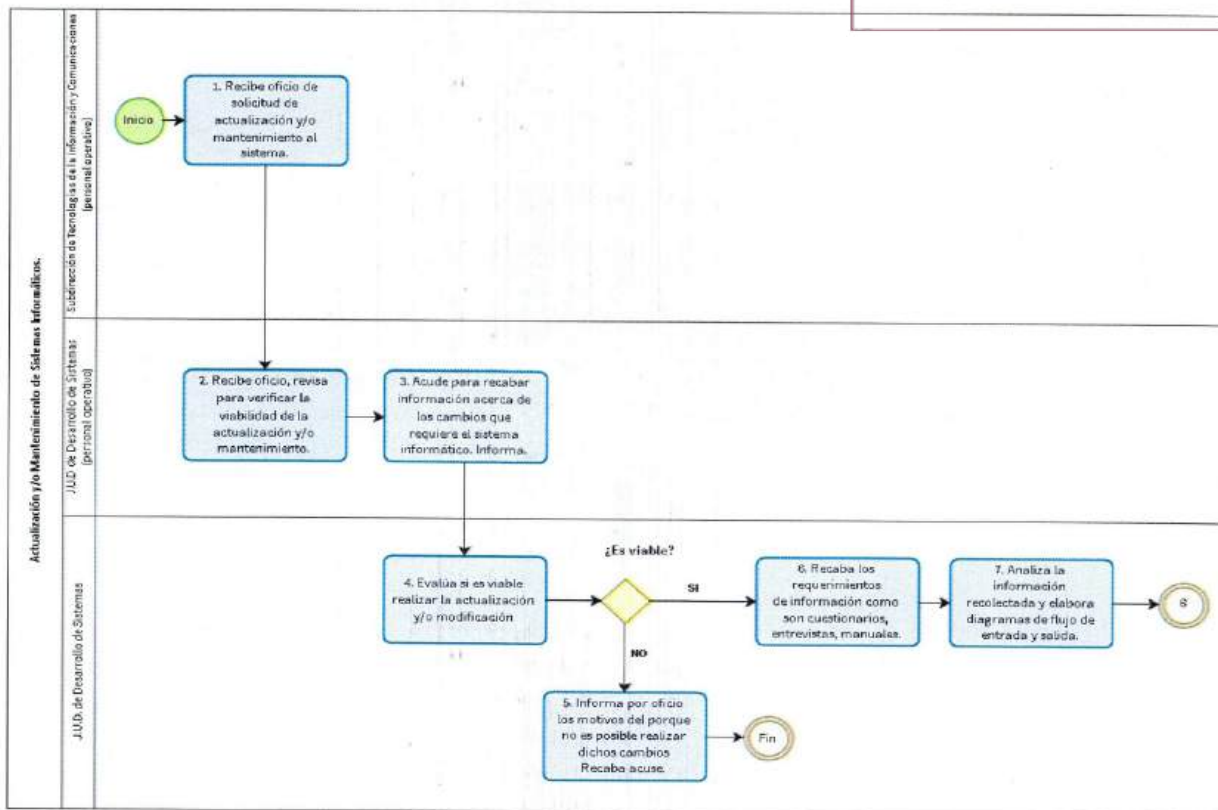 Actualización y/o Mantenimiento de Sistemas Informáticos.
Subdirección de Tecnologías de la Información y Comunicaciones
(personal operativo)
Inicio
1. Recibe oficio de
solicitud de
actualización y/o
mantenimiento al
sistema.
J.U.D de Desarrollo de Sistemas
(personal operativo)
2. Recibe oficio, revisa
para verificar la
viabilidad de la
actualización y/o
mantenimiento.
3. Acude para recabar
información acerca de
los cambios que
requiere el sistema
informático. Informa.
J.U.D. de Desarrollo de Sistemas
4. Evalúa si es viable
realizar la actualización
y/o modificación
¿Es viable?
SI
NO
5. Informa por oficio
los motivos del porque
no es posible realizar
dichos cambios
Recaba acuse.
Fin
6. Recaba los
requerimientos
de información como
son cuestionarios,
entrevistas, manuales.
7. Analiza la
información
recolectada y elabora
diagramas de flujo de
entrada y salida.